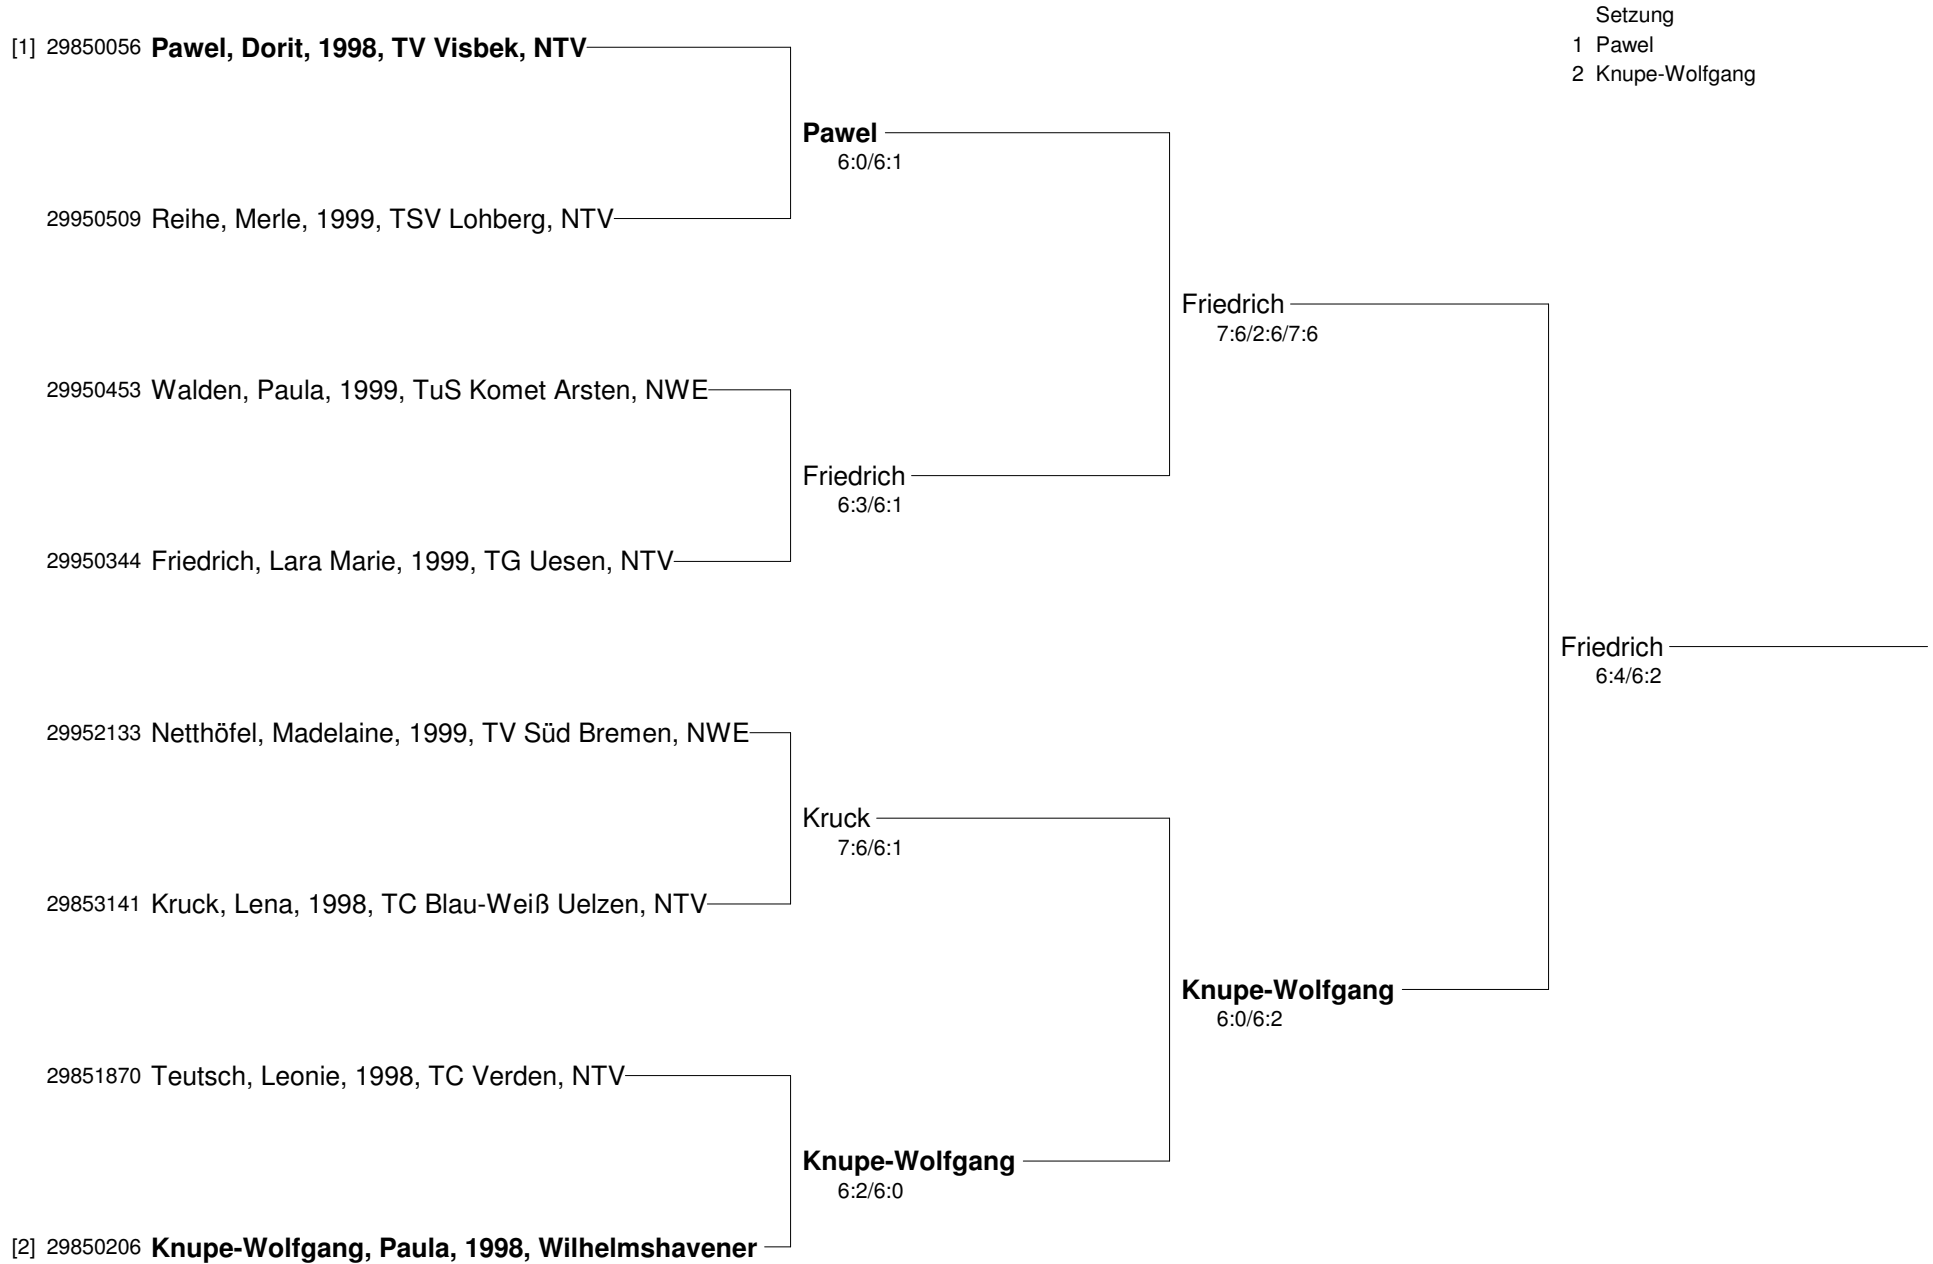 Setzung
1 Pawel
2 Knupe-Wolfgang
[1] 29850056 Pawel, Dorit, 1998, TV Visbek, NTV
Pawel
6:0/6:1
29950509 Reihe, Merle, 1999, TSV Lohberg, NTV
Friedrich
7:6/2:6/7:6
29950453 Walden, Paula, 1999, TuS Komet Arsten, NWE
Friedrich
6:3/6:1
29950344 Friedrich, Lara Marie, 1999, TG Uesen, NTV
Friedrich
6:4/6:2
29952133 Netthöfel, Madelaine, 1999, TV Süd Bremen, NWE
Kruck
7:6/6:1
29853141 Kruck, Lena, 1998, TC Blau-Weiß Uelzen, NTV
Knupe-Wolfgang
6:0/6:2
29851870 Teutsch, Leonie, 1998, TC Verden, NTV
Knupe-Wolfgang
6:2/6:0
[2] 29850206 Knupe-Wolfgang, Paula, 1998, Wilhelmshavener